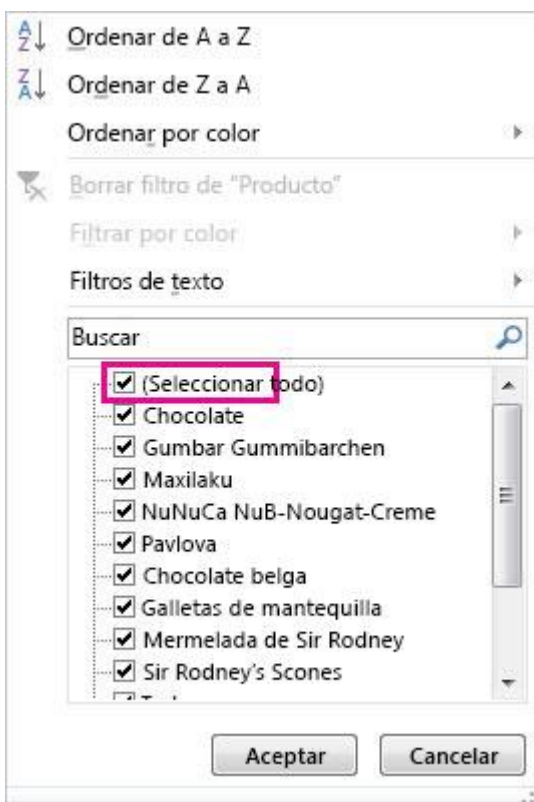 Ordenar de A a Z
Ordenar de Z a A
Ordenar por color
Borrar filtro de "Producto"
Filtrar por color
Filtros de texto
Buscar
(Seleccionar todo)
Chocolate
Gumbar Gummibarchen
Maxilaku
NuNuCa NuB-Nougat-Creme
Pavlova
Chocolate belga
Galletas de mantequilla
Mermelada de Sir Rodney
Sir Rodney's Scones
Aceptar Cancelar